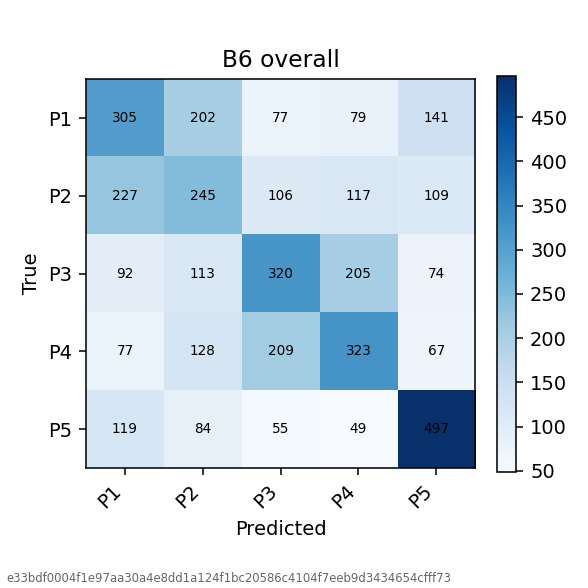 B6 overall
P1 305 202 77 79 141
P2 227 245 106 117 109
P3 92 113 320 205 74
P4 77 128 209 323 67
P5 119 84 55 49 497
True
P1 P2 P3 P4 P5
Predicted
450
400
350
300
250
200
150
100
50
e33bdf0004f1e97aa30a4e8dd1a124f1bc20586c4104f7eeb9d3434654cfff73